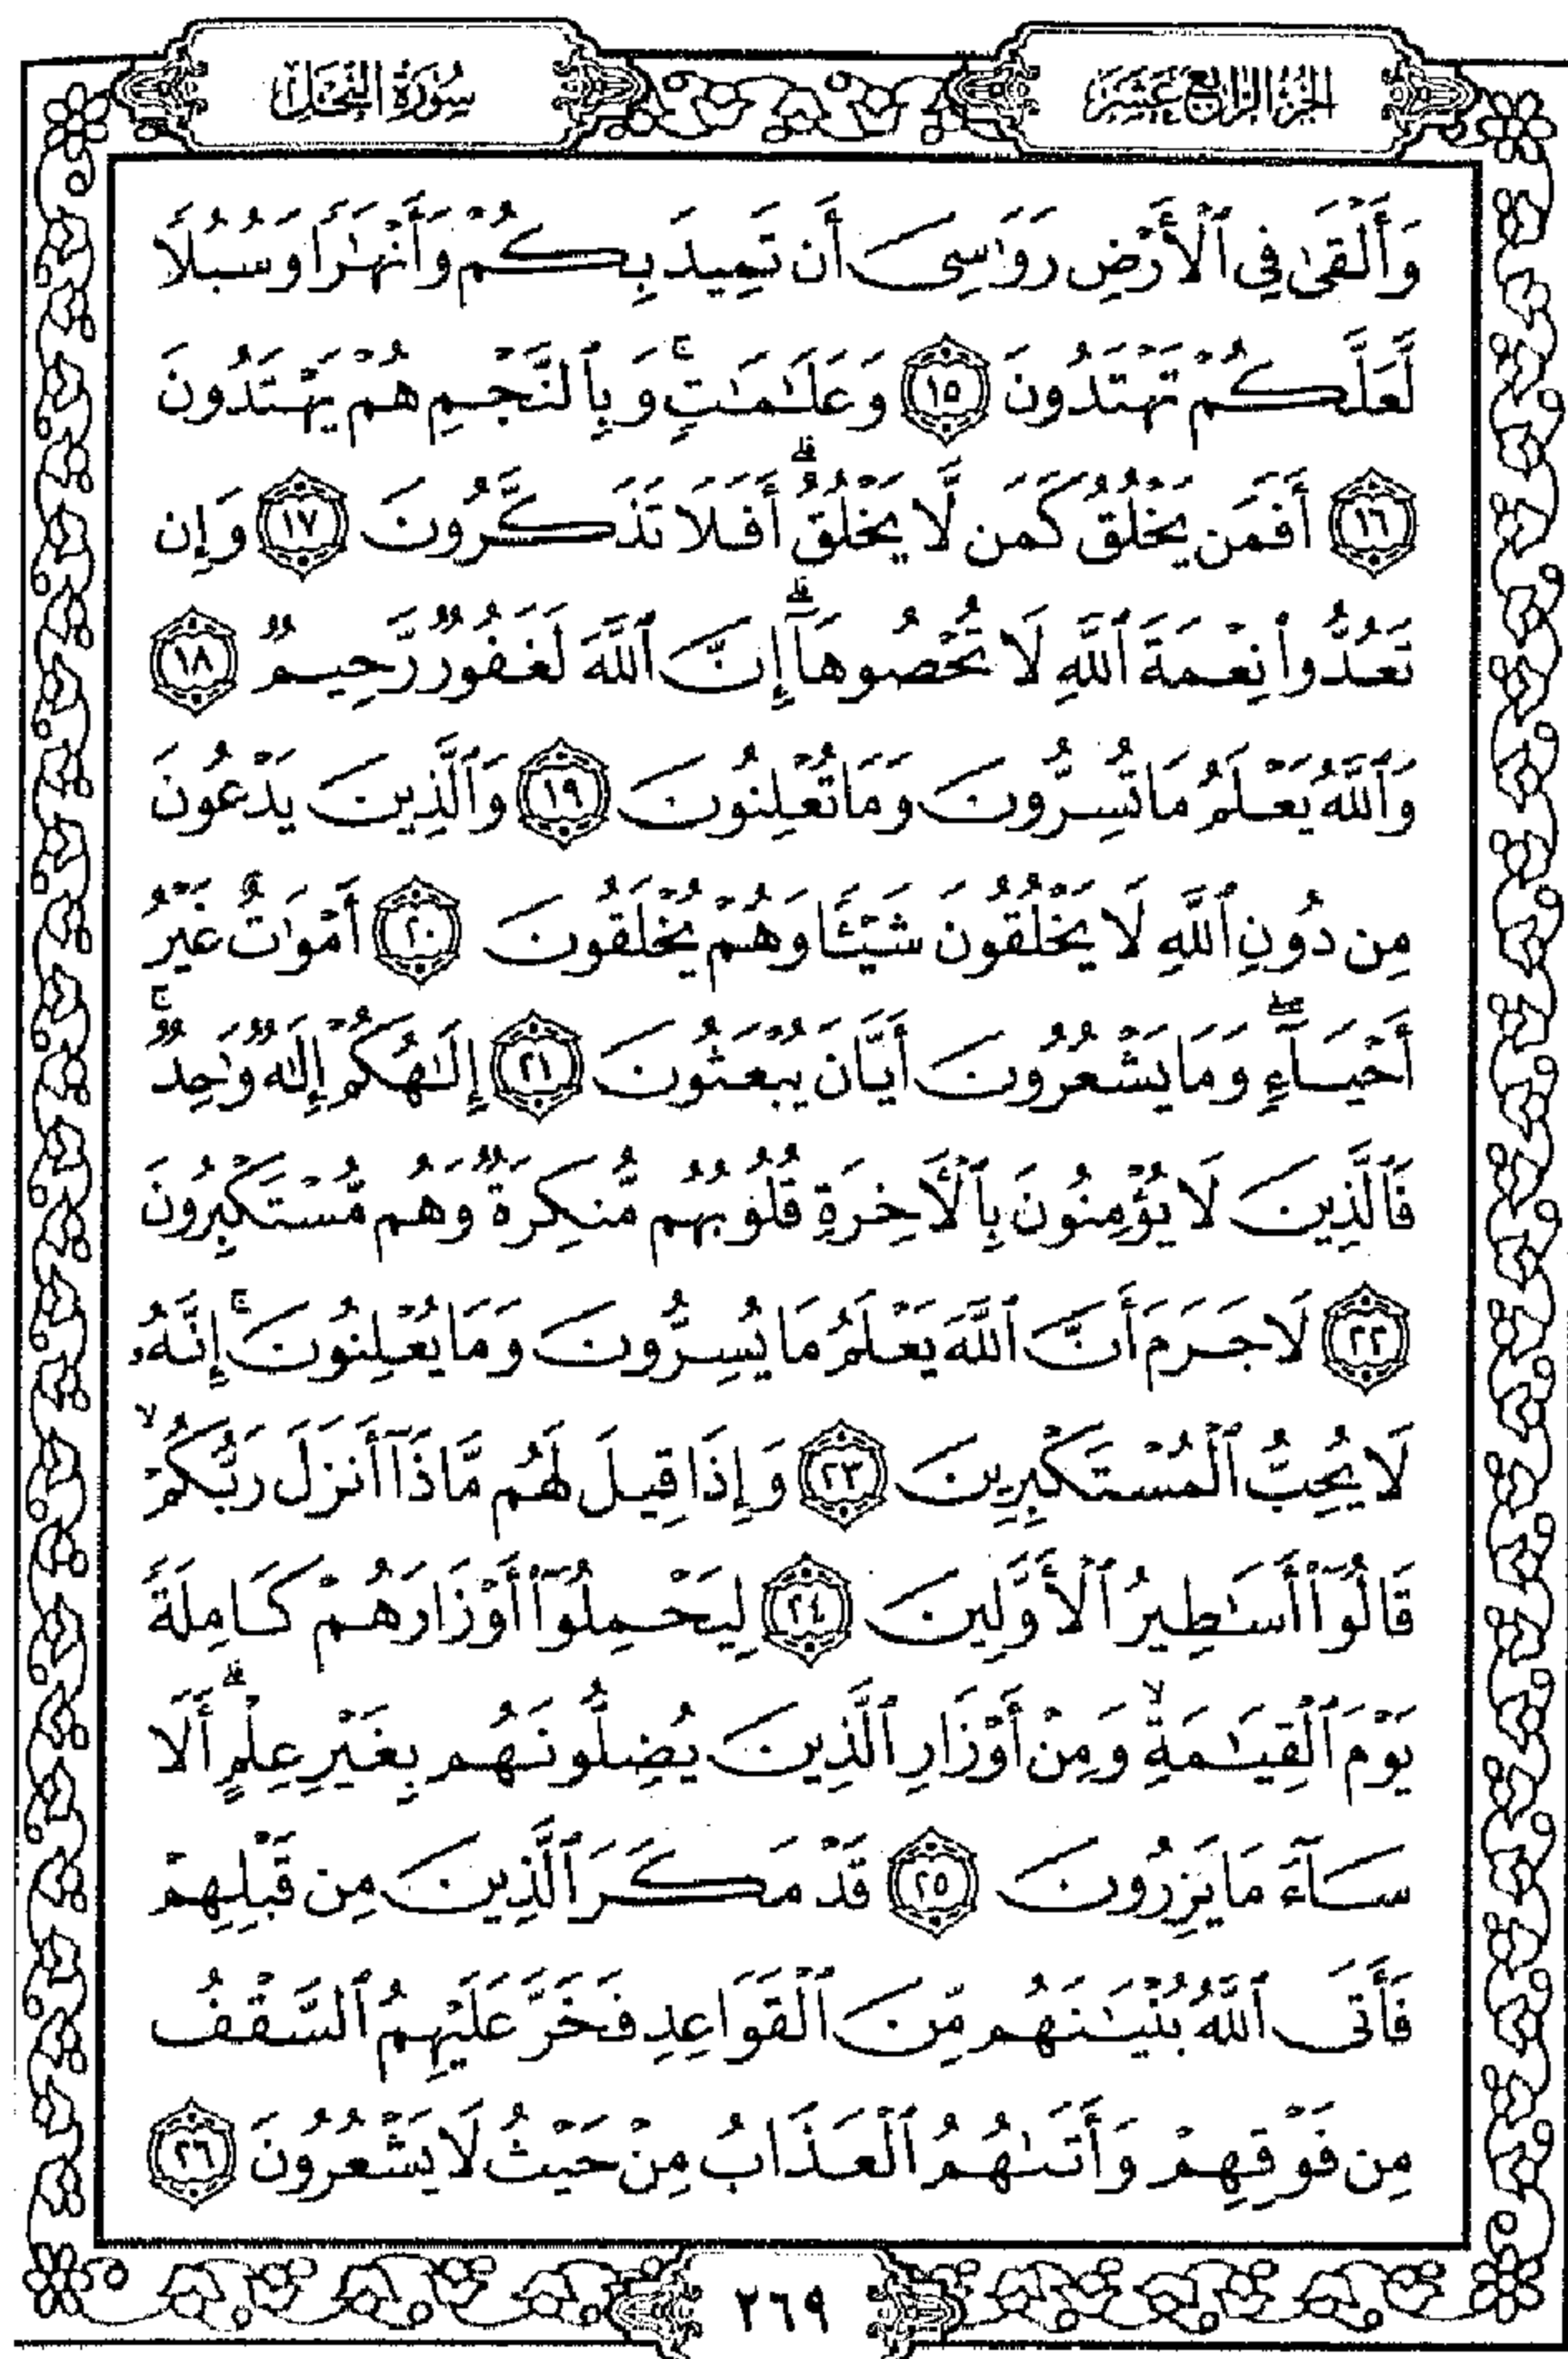 الجزء الرابع عشر
سورة النحل
وَأَلْقَىٰ فِي ٱلْأَرْضِ رَوَٰسِىَ أَن تَمِيدَ بِكُمْ وَأَنْهَٰرًا وَسُبُلًا
لَّعَلَّكُمْ تَهْتَدُونَ ١٥ وَعَلَٰمَٰتٍۚ وَبِٱلنَّجْمِ هُمْ يَهْتَدُونَ
١٦ أَفَمَن يَخْلُقُ كَمَن لَّا يَخْلُقُۗ أَفَلَا تَذَكَّرُونَ ١٧ وَإِن
تَعُدُّوا۟ نِعْمَةَ ٱللَّهِ لَا تُحْصُوهَآۗ إِنَّ ٱللَّهَ لَغَفُورٌ رَّحِيمٌ ١٨
وَٱللَّهُ يَعْلَمُ مَا تُسِرُّونَ وَمَا تُعْلِنُونَ ١٩ وَٱلَّذِينَ يَدْعُونَ
مِن دُونِ ٱللَّهِ لَا يَخْلُقُونَ شَيْـًٔا وَهُمْ يُخْلَقُونَ ٢٠ أَمْوَٰتٌ غَيْرُ
أَحْيَآءٍۖ وَمَا يَشْعُرُونَ أَيَّانَ يُبْعَثُونَ ٢١ إِلَٰهُكُمْ إِلَٰهٌ وَٰحِدٌۚ
فَٱلَّذِينَ لَا يُؤْمِنُونَ بِٱلْـَٔاخِرَةِ قُلُوبُهُم مُّنكِرَةٌ وَهُم مُّسْتَكْبِرُونَ
٢٢ لَا جَرَمَ أَنَّ ٱللَّهَ يَعْلَمُ مَا يُسِرُّونَ وَمَا يُعْلِنُونَۚ إِنَّهُۥ
لَا يُحِبُّ ٱلْمُسْتَكْبِرِينَ ٢٣ وَإِذَا قِيلَ لَهُم مَّاذَآ أَنزَلَ رَبُّكُمْۙ
قَالُوٓا۟ أَسَٰطِيرُ ٱلْأَوَّلِينَ ٢٤ لِيَحْمِلُوٓا۟ أَوْزَارَهُمْ كَامِلَةً
يَوْمَ ٱلْقِيَٰمَةِۙ وَمِنْ أَوْزَارِ ٱلَّذِينَ يُضِلُّونَهُم بِغَيْرِ عِلْمٍۗ أَلَا
سَآءَ مَا يَزِرُونَ ٢٥ قَدْ مَكَرَ ٱلَّذِينَ مِن قَبْلِهِمْ
فَأَتَى ٱللَّهُ بُنْيَٰنَهُم مِّنَ ٱلْقَوَاعِدِ فَخَرَّ عَلَيْهِمُ ٱلسَّقْفُ
مِن فَوْقِهِمْ وَأَتَىٰهُمُ ٱلْعَذَابُ مِنْ حَيْثُ لَا يَشْعُرُونَ ٢٦
٢٦٩